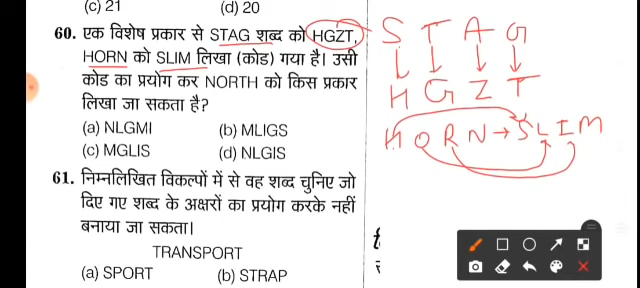 (c) 21 (d) 20
60. एक विशेष प्रकार से STAG शब्द को HGZT,
HORN को SLIM लिखा (कोड) गया है। उसी
कोड का प्रयोग कर NORTH को किस प्रकार
लिखा जा सकता है?
(a) NLGMI (b) MLIGS
(c) MGLIS (d) NLGIS
61. निम्नलिखित विकल्पों में से वह शब्द चुनिए जो
दिए गए शब्द के अक्षरों का प्रयोग करके नहीं
बनाया जा सकता।
TRANSPORT
(a) SPORT (b) STRAP
S T A G
H G Z T
H O R N → S L I M